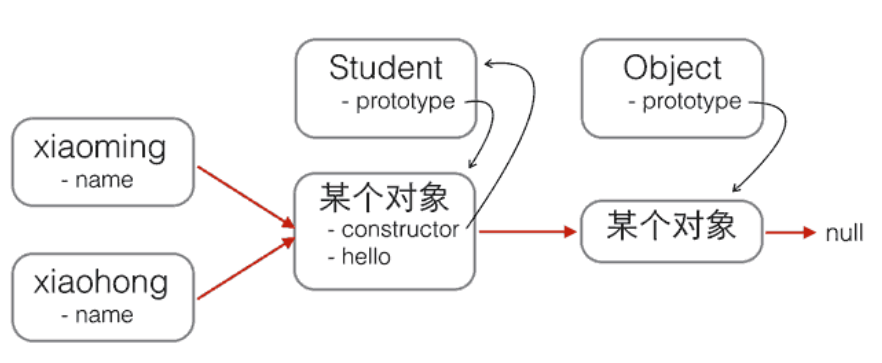 Student
- prototype
Object
- prototype
xiaoming
- name
某个对象
- constructor
- hello
某个对象
null
xiaohong
- name